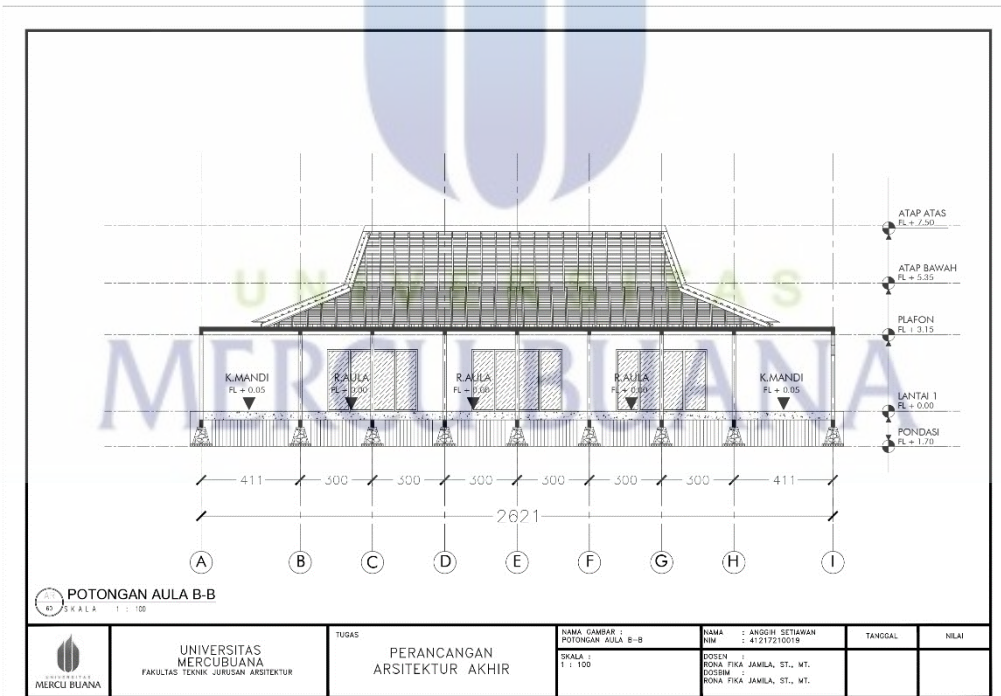 UNIVERSITAS
MERCU BUANA
ATAP ATAS
FL + 7.50
ATAP BAWAH
FL + 5.35
PLAFON
FL + 3.15
LANTAI 1
FL + 0.00
PONDASI
FL + 1.70
K.MANDI
FL + 0.05
R.AULA
FL + 0.00
R.AULA
FL + 0.00
R.AULA
FL + 0.00
K.MANDI
FL + 0.05
411 300 300 300 300 300 300 411
2621
A B C D E F G H I
POTONGAN AULA B-B
SKALA 1 : 100
UNIVERSITAS
MERCU BUANA
UNIVERSITAS
MERCUBUANA
FAKULTAS TEKNIK JURUSAN ARSITEKTUR
TUGAS
PERANCANGAN
ARSITEKTUR AKHIR
NAMA GAMBAR :
POTONGAN AULA B-B
SKALA :
1 : 100
NAMA : ANGGIH SETIAWAN
NIM : 41217210019
DOSEN :
RONA FIKA JAMILA, ST., MT.
DOSBIM :
RONA FIKA JAMILA, ST., MT.
TANGGAL
NILAI